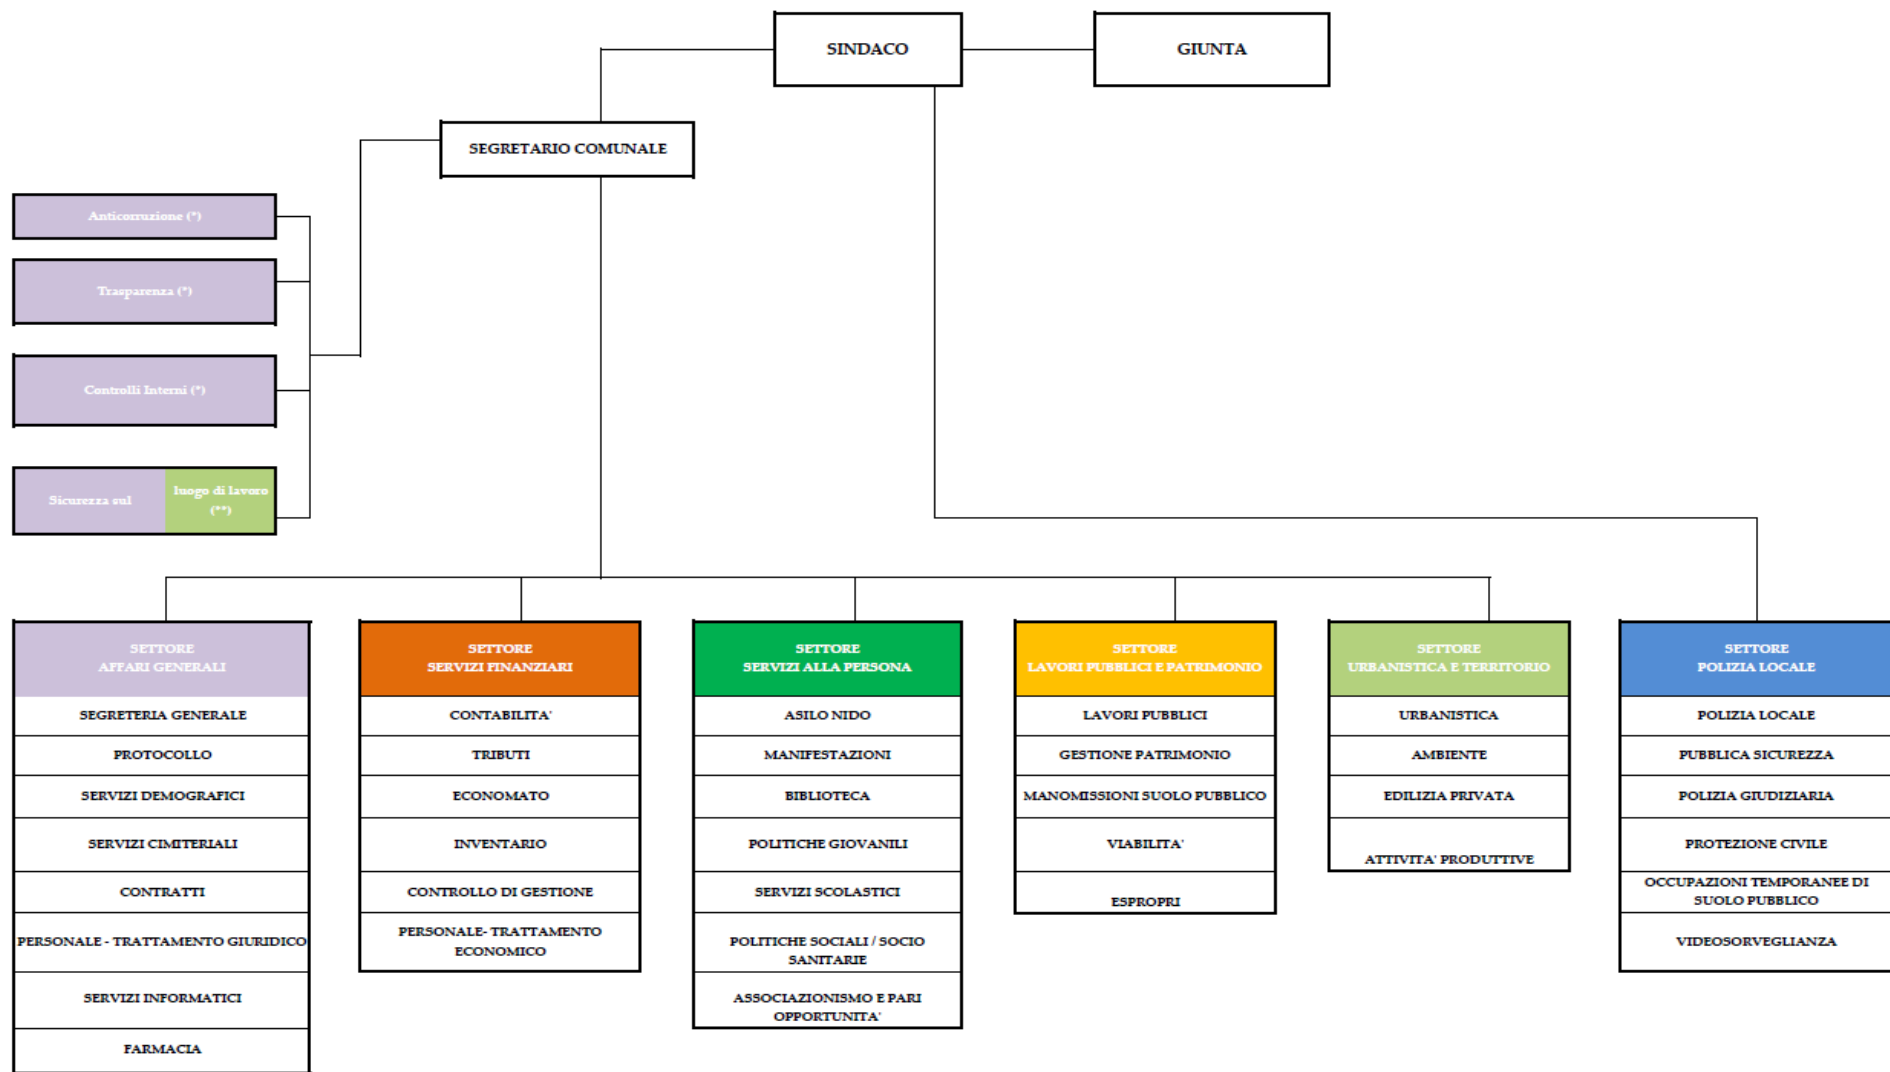 SINDACO
GIUNTA
SEGRETARIO COMUNALE
Anticorruzione (*)
Trasparenza (*)
Controlli Interni (*)
Sicurezza sul
luogo di lavoro
(**)
SETTORE
AFFARI GENERALI
SEGRETERIA GENERALE
PROTOCOLLO
SERVIZI DEMOGRAFICI
SERVIZI CIMITERIALI
CONTRATTI
PERSONALE - TRATTAMENTO GIURIDICO
SERVIZI INFORMATICI
FARMACIA
SETTORE
SERVIZI FINANZIARI
CONTABILITA'
TRIBUTI
ECONOMATO
INVENTARIO
CONTROLLO DI GESTIONE
PERSONALE- TRATTAMENTO
ECONOMICO
SETTORE
SERVIZI ALLA PERSONA
ASILO NIDO
MANIFESTAZIONI
BIBLIOTECA
POLITICHE GIOVANILI
SERVIZI SCOLASTICI
POLITICHE SOCIALI / SOCIO
SANITARIE
ASSOCIAZIONISMO E PARI
OPPORTUNITA'
SETTORE
LAVORI PUBBLICI E PATRIMONIO
LAVORI PUBBLICI
GESTIONE PATRIMONIO
MANOMISSIONI SUOLO PUBBLICO
VIABILITA'
ESPROPRI
SETTORE
URBANISTICA E TERRITORIO
URBANISTICA
AMBIENTE
EDILIZIA PRIVATA
ATTIVITA' PRODUTTIVE
SETTORE
POLIZIA LOCALE
POLIZIA LOCALE
PUBBLICA SICUREZZA
POLIZIA GIUDIZIARIA
PROTEZIONE CIVILE
OCCUPAZIONI TEMPORANEE DI
SUOLO PUBBLICO
VIDEOSORVEGLIANZA